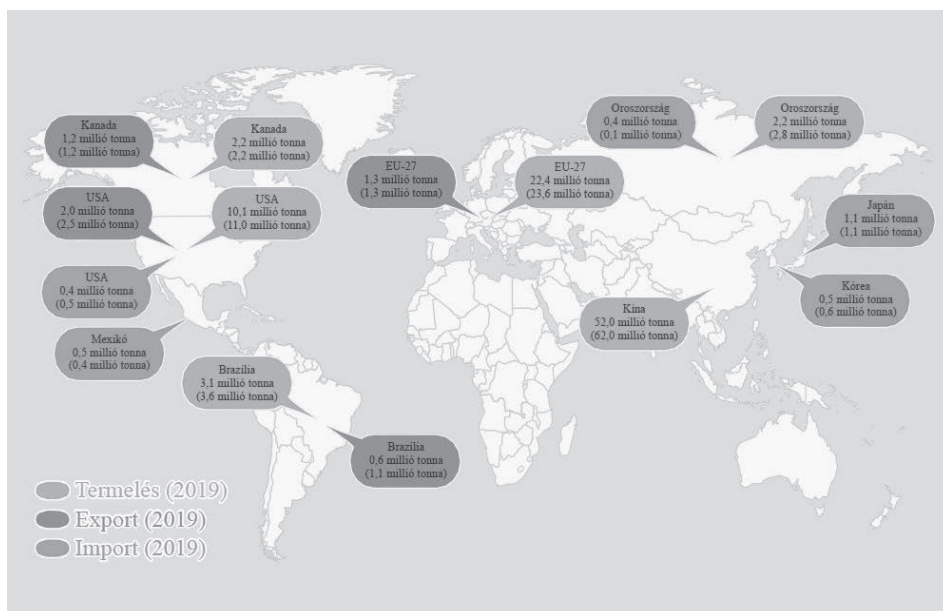 Kanada
1,2 millió tonna
(1,2 millió tonna)
Kanada
2,2 millió tonna
(2,2 millió tonna)
USA
2,0 millió tonna
(2,5 millió tonna)
USA
10,1 millió tonna
(11,0 millió tonna)
USA
0,4 millió tonna
(0,5 millió tonna)
Mexikó
0,5 millió tonna
(0,4 millió tonna)
Brazília
3,1 millió tonna
(3,6 millió tonna)
Brazília
0,6 millió tonna
(1,1 millió tonna)
EU-27
1,3 millió tonna
(1,3 millió tonna)
EU-27
22,4 millió tonna
(23,6 millió tonna)
Oroszország
0,4 millió tonna
(0,1 millió tonna)
Oroszország
2,2 millió tonna
(2,8 millió tonna)
Japán
1,1 millió tonna
(1,1 millió tonna)
Kórea
0,5 millió tonna
(0,6 millió tonna)
Kína
52,0 millió tonna
(62,0 millió tonna)
Termelés (2019)
Export (2019)
Import (2019)